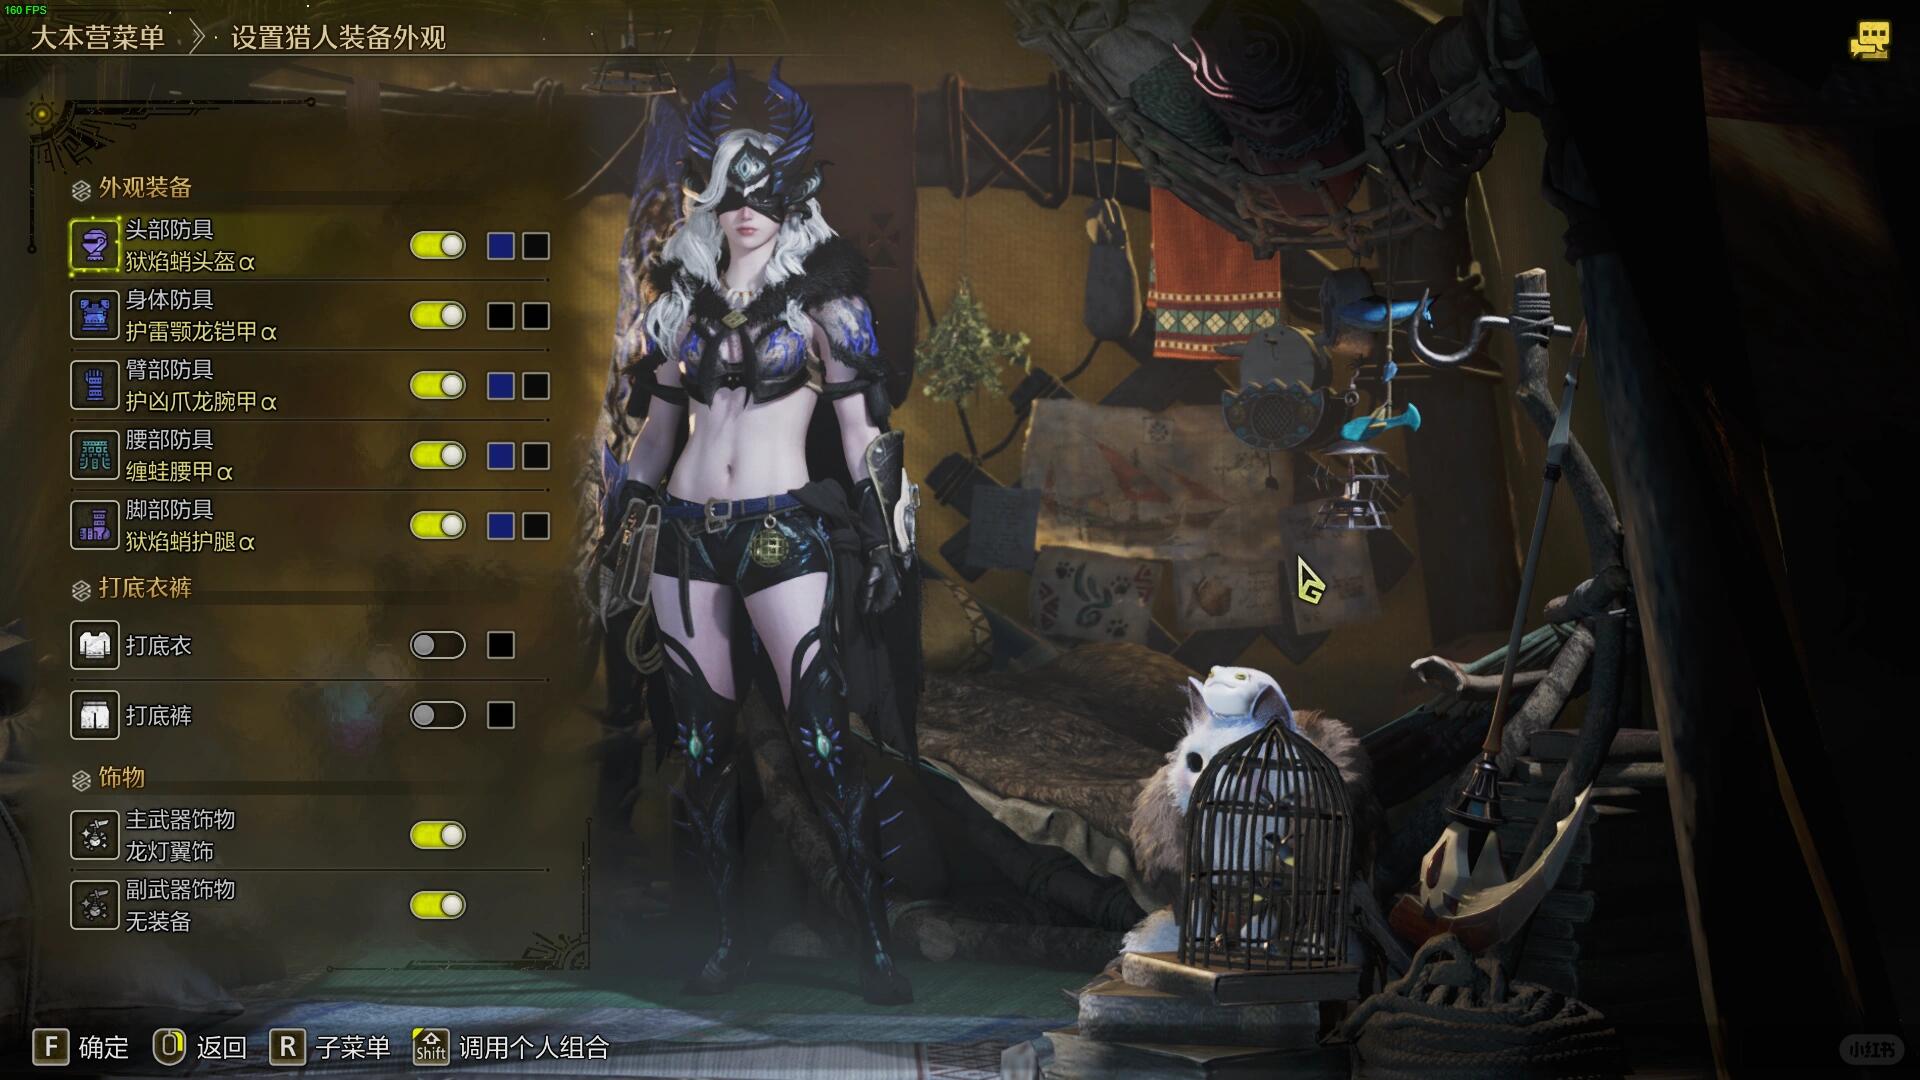 160 FPS
大本营菜单
设置猎人装备外观
外观装备
头部防具
狱焰蛸头盔α
身体防具
护雷颚龙铠甲α
臂部防具
护凶爪龙腕甲α
腰部防具
缠蛙腰甲α
脚部防具
狱焰蛸护腿α
打底衣裤
打底衣
打底裤
饰物
主武器饰物
龙灯翼饰
副武器饰物
无装备
F 确定 返回 R 子菜单 Shift 调用个人组合
小红书